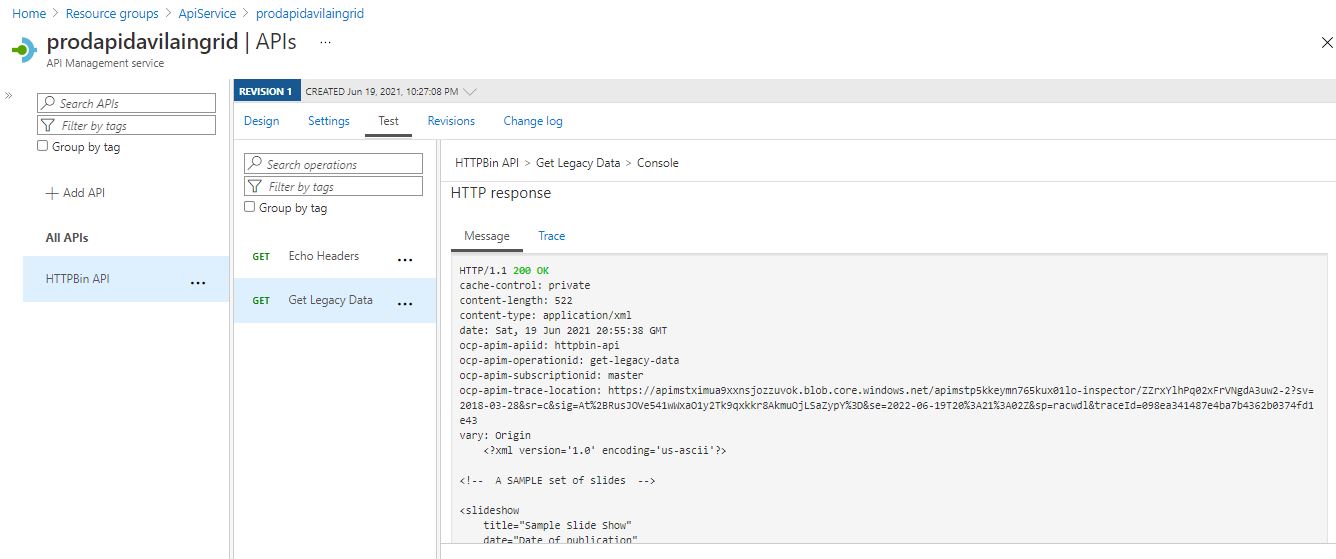 Home > Resource groups > ApiService > prodapidavilaingrid
prodapidavilaingrid | APIs ...
API Management service
»
Search APIs
Filter by tags
Group by tag
+ Add API
All APIs
HTTPBin API ...
REVISION 1 CREATED Jun 19, 2021, 10:27:08 PM
Design Settings Test Revisions Change log
Search operations
Filter by tags
Group by tag
GET Echo Headers ...
GET Get Legacy Data ...
HTTPBin API > Get Legacy Data > Console
HTTP response
Message Trace
HTTP/1.1 200 OK
cache-control: private
content-length: 522
content-type: application/xml
date: Sat, 19 Jun 2021 20:55:38 GMT
ocp-apim-apiid: httpbin-api
ocp-apim-operationid: get-legacy-data
ocp-apim-subscriptionid: master
ocp-apim-trace-location: https://apimstximua9xxnsjozzuvok.blob.core.windows.net/apimstp5kkeymn765kux01lo-inspector/ZZrxYlhPq02xFrVNgdA3uw2-2?sv=
2018-03-28&sr=c&sig=At%2BRusJOVe541wWxaO1y2Tk9qxkkr8AkmuOjLSaZypY%3D&se=2022-06-19T20%3A21%3A02Z&sp=racwdl&traceId=098ea341487e4ba7b4362b0374fd1
e43
vary: Origin
<?xml version='1.0' encoding='us-ascii'?>
<!--  A SAMPLE set of slides  -->
<slideshow
title="Sample Slide Show"
date="Date of publication"